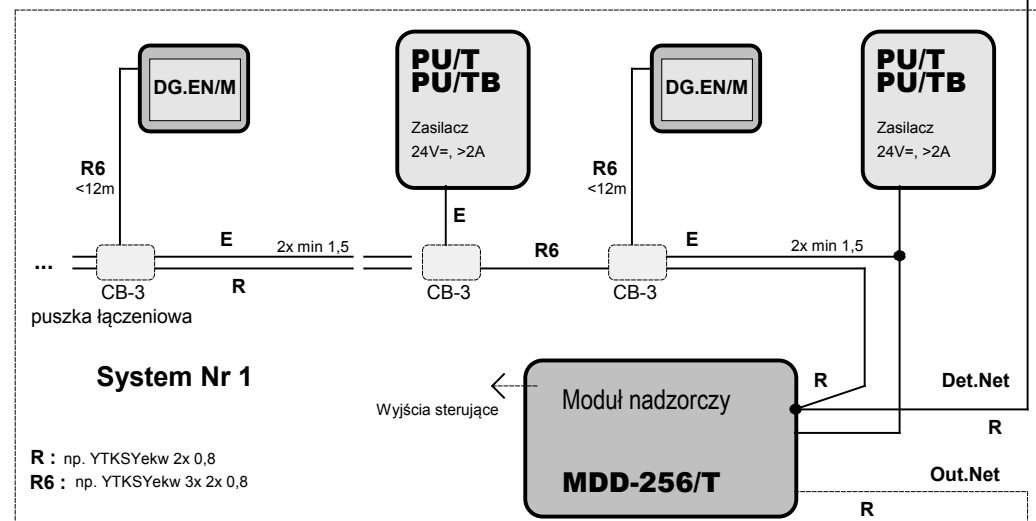 DG.EN/M
PU/T
PU/TB
Zasilacz
24V=, >2A
DG.EN/M
PU/T
PU/TB
Zasilacz
24V=, >2A
R6
<12m
R6
<12m
E
E
2x min 1,5
R6
E
2x min 1,5
...
R
CB-3
CB-3
CB-3
puszka łączeniowa
System Nr 1
Wyjścia sterujące
Moduł nadzorczy
MDD-256/T
R
Det.Net
R
R : np. YTKSYekw 2x 0,8
R6 : np. YTKSYekw 3x 2x 0,8
Out.Net
R